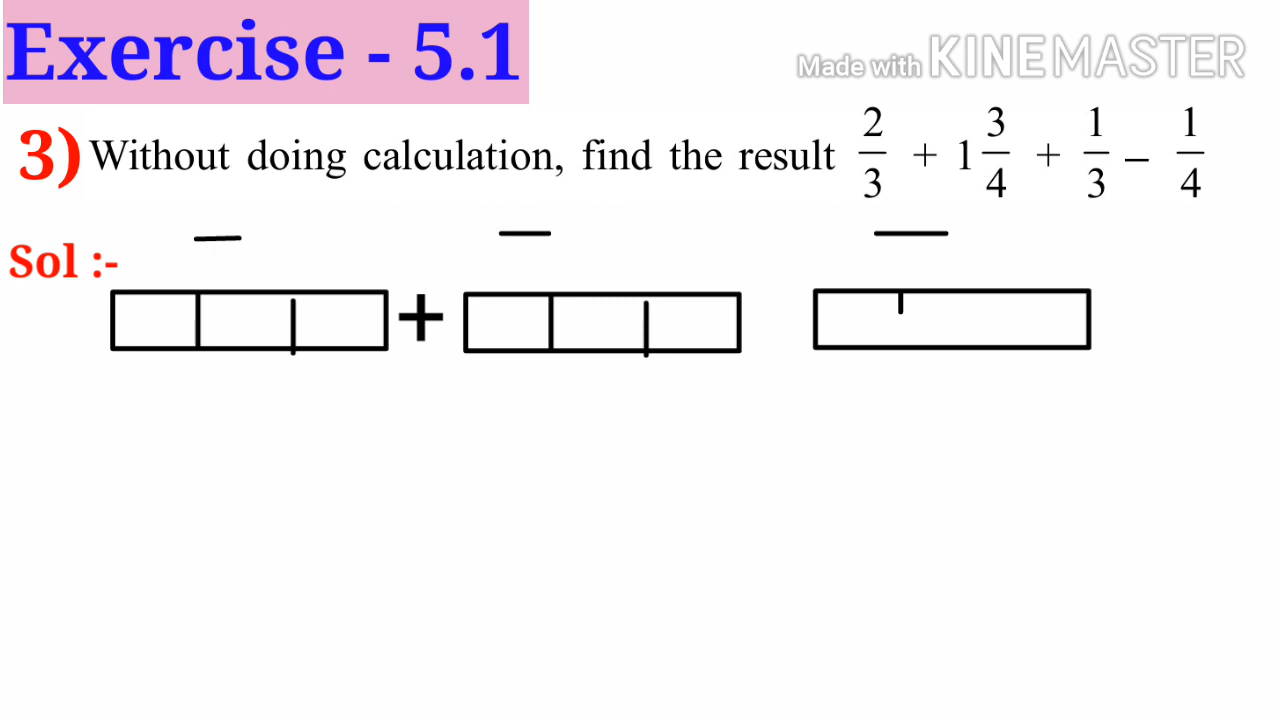 Exercise - 5.1
Made with KINEMASTER
3) Without doing calculation, find the result 2/3 + 1 3/4 + 1/3 − 1/4
Sol :-
+